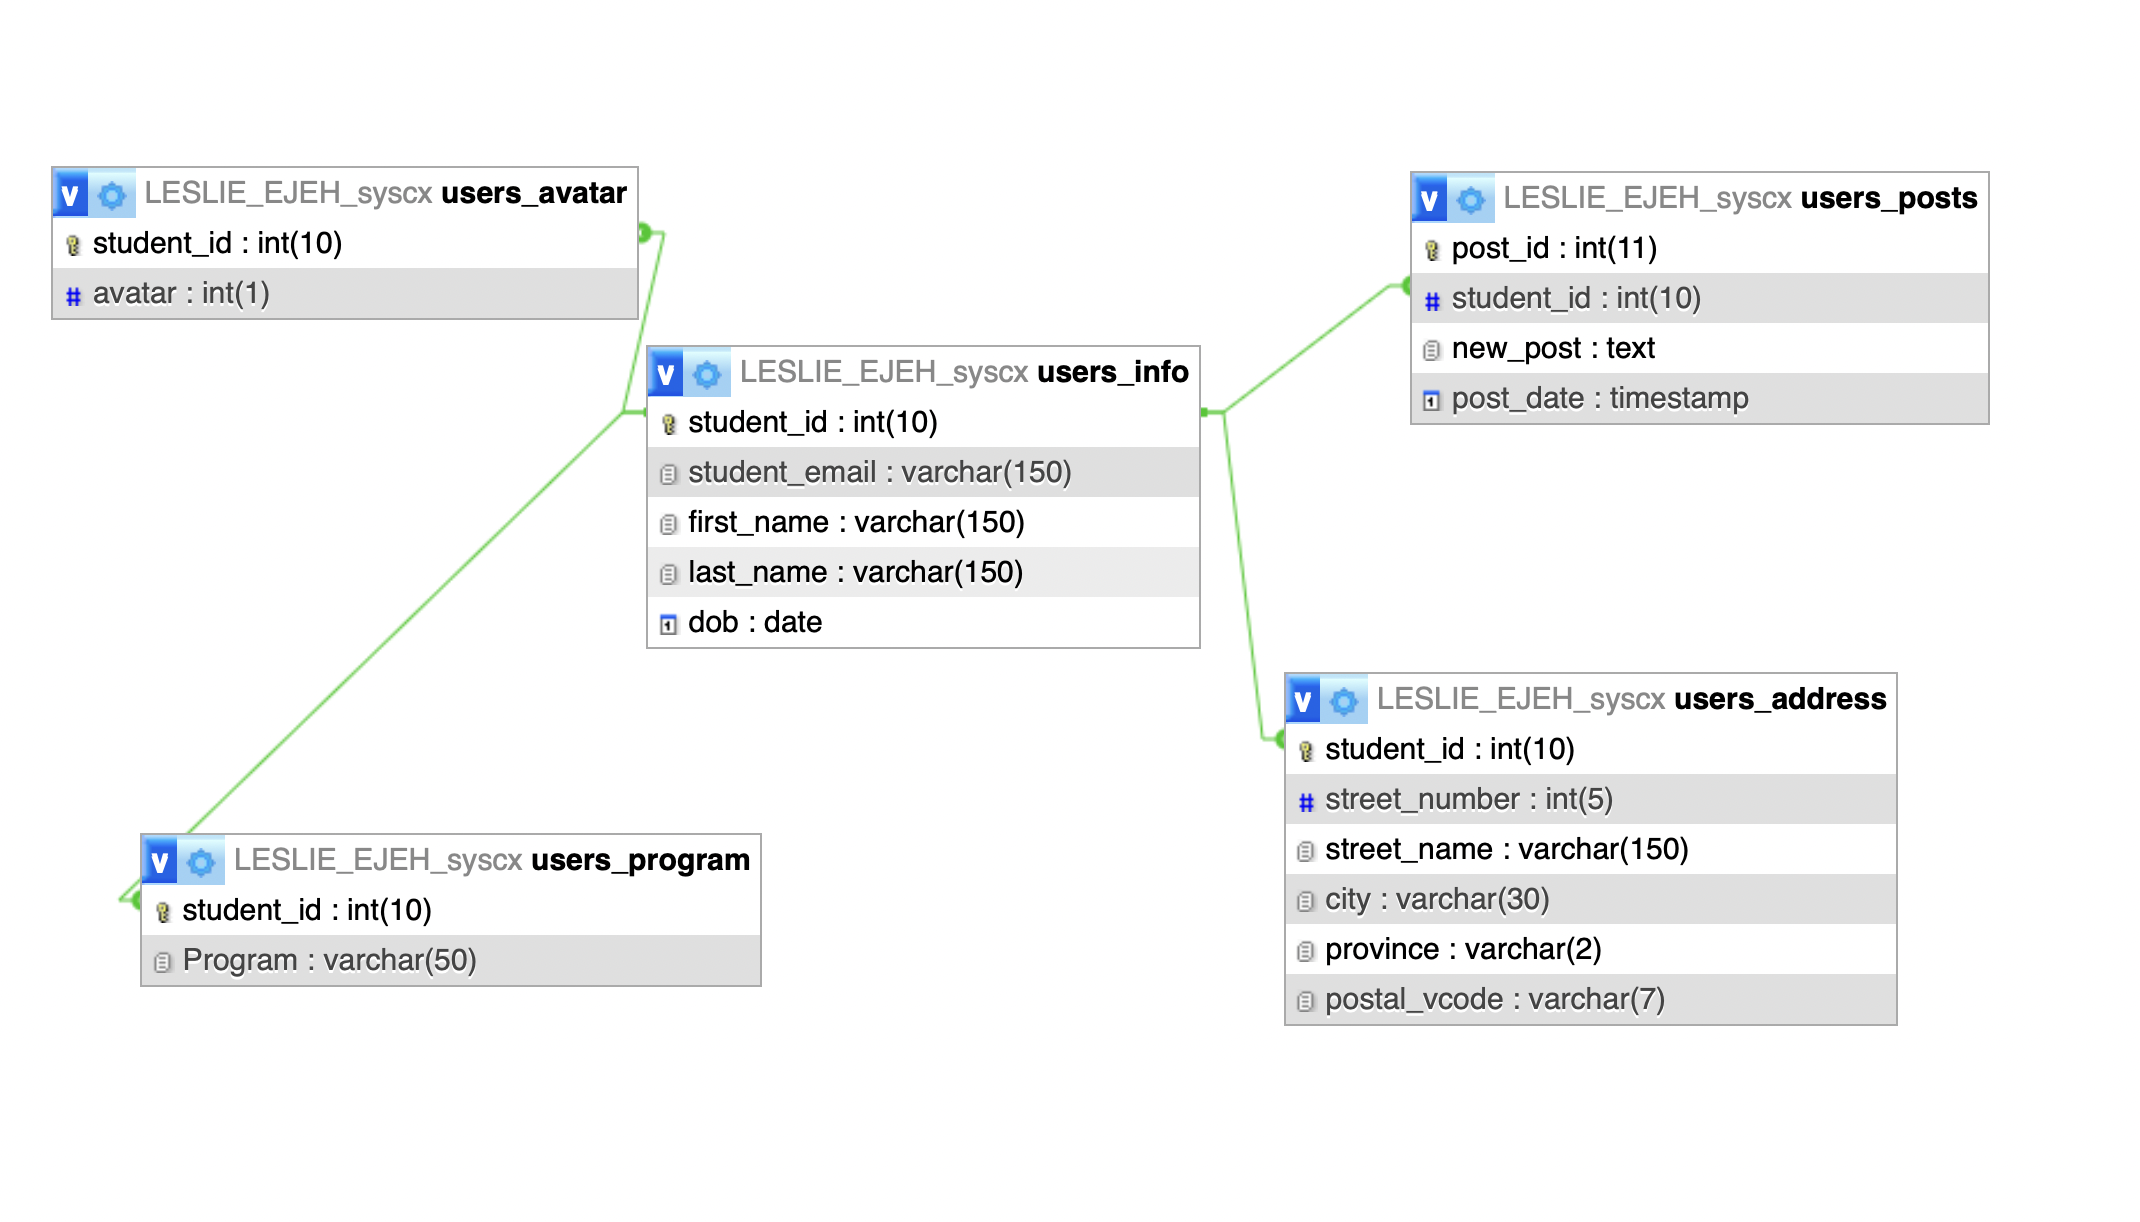 v LESLIE_EJEH_syscx users_avatar
student_id : int(10)
# avatar : int(1)
v LESLIE_EJEH_syscx users_posts
post_id : int(11)
# student_id : int(10)
new_post : text
post_date : timestamp
v LESLIE_EJEH_syscx users_info
student_id : int(10)
student_email : varchar(150)
first_name : varchar(150)
last_name : varchar(150)
dob : date
v LESLIE_EJEH_syscx users_address
student_id : int(10)
# street_number : int(5)
street_name : varchar(150)
city : varchar(30)
province : varchar(2)
postal_vcode : varchar(7)
v LESLIE_EJEH_syscx users_program
student_id : int(10)
Program : varchar(50)